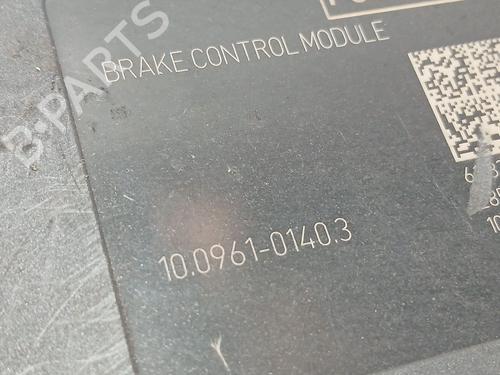 BRAKE CONTROL MODULE
10.0961-0140.3
B-PARTS